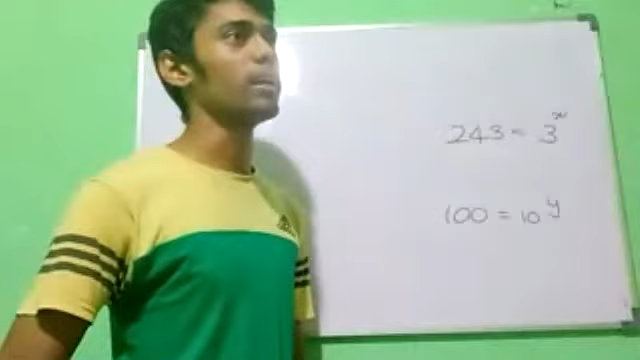 243 = 3^x
100 = 10^y